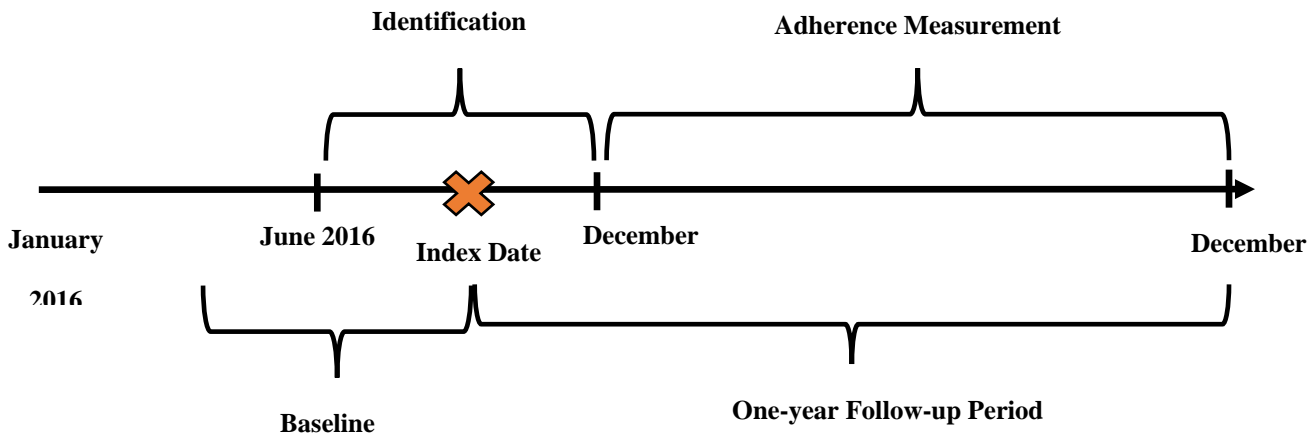 Identification
Adherence Measurement
January
2016
June 2016
Index Date
December
December
Baseline
One-year Follow-up Period